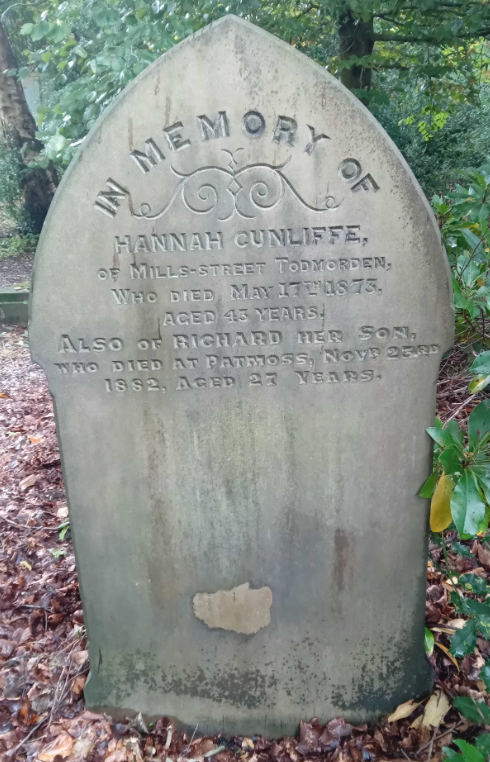 IN MEMORY OF
HANNAH CUNLIFFE,
OF MILLS-STREET TODMORDEN,
WHO DIED MAY 17TH 1873,
AGED 43 YEARS.
ALSO OF RICHARD HER SON,
WHO DIED AT PATMOSS, NOVR 23RD
1882, AGED 27 YEARS.